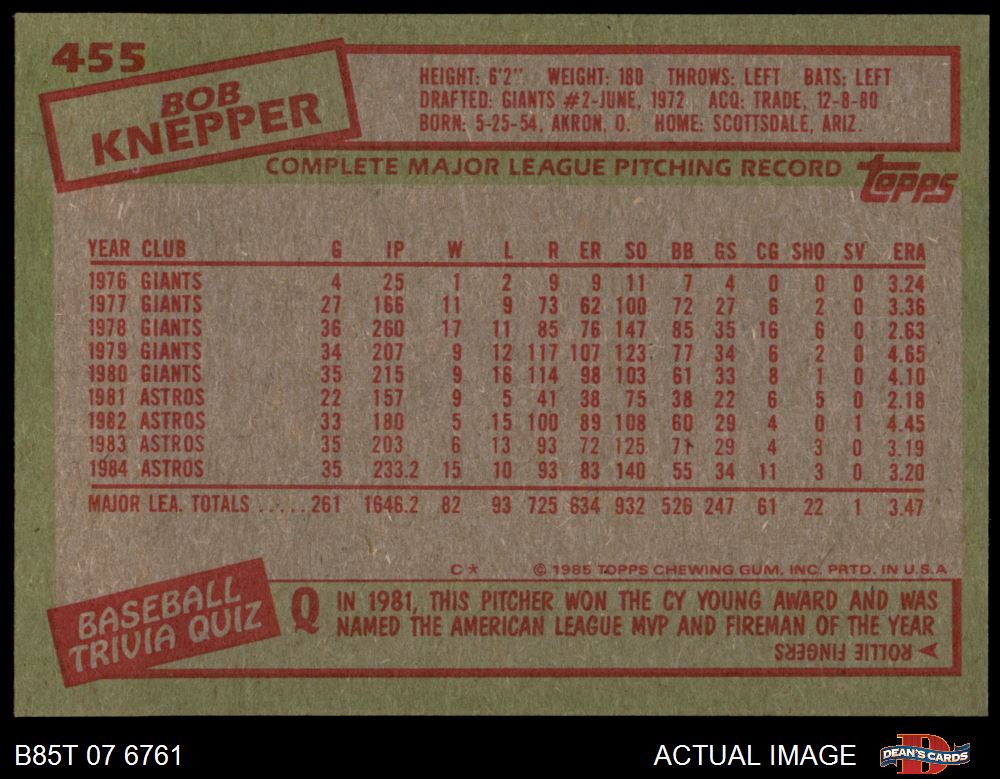 455
BOB
KNEPPER
HEIGHT: 6'2" WEIGHT: 180 THROWS: LEFT BATS: LEFT
DRAFTED: GIANTS #2-JUNE, 1972 ACQ: TRADE, 12-8-80
BORN: 5-25-54, AKRON, O. HOME: SCOTTSDALE, ARIZ.
COMPLETE MAJOR LEAGUE PITCHING RECORD
TOPPS
YEAR CLUB G IP W L R ER SO BB GS CG SHO SV ERA
1976 GIANTS 4 25 1 2 9 9 11 7 4 0 0 0 3.24
1977 GIANTS 27 166 11 9 73 62 100 72 27 6 2 0 3.36
1978 GIANTS 36 260 17 11 85 76 147 85 35 16 6 0 2.63
1979 GIANTS 34 207 9 12 117 107 123 77 34 6 2 0 4.65
1980 GIANTS 35 215 9 16 114 98 103 61 33 8 1 0 4.10
1981 ASTROS 22 157 9 5 41 38 75 38 22 6 5 0 2.18
1982 ASTROS 33 180 5 15 100 89 108 60 29 4 0 1 4.45
1983 ASTROS 35 203 6 13 93 72 125 71 29 4 3 0 3.19
1984 ASTROS 35 233.2 15 10 93 83 140 55 34 11 3 0 3.20
MAJOR LEA. TOTALS .....261 1646.2 82 93 725 634 932 526 247 61 22 1 3.47
C* © 1985 TOPPS CHEWING GUM, INC. PRTD. IN U.S.A
BASEBALL
TRIVIA QUIZ
Q IN 1981, THIS PITCHER WON THE CY YOUNG AWARD AND WAS
NAMED THE AMERICAN LEAGUE MVP AND FIREMAN OF THE YEAR
A ROLLIE FINGERS
B85T 07 6761
ACTUAL IMAGE
DEAN'S CARDS